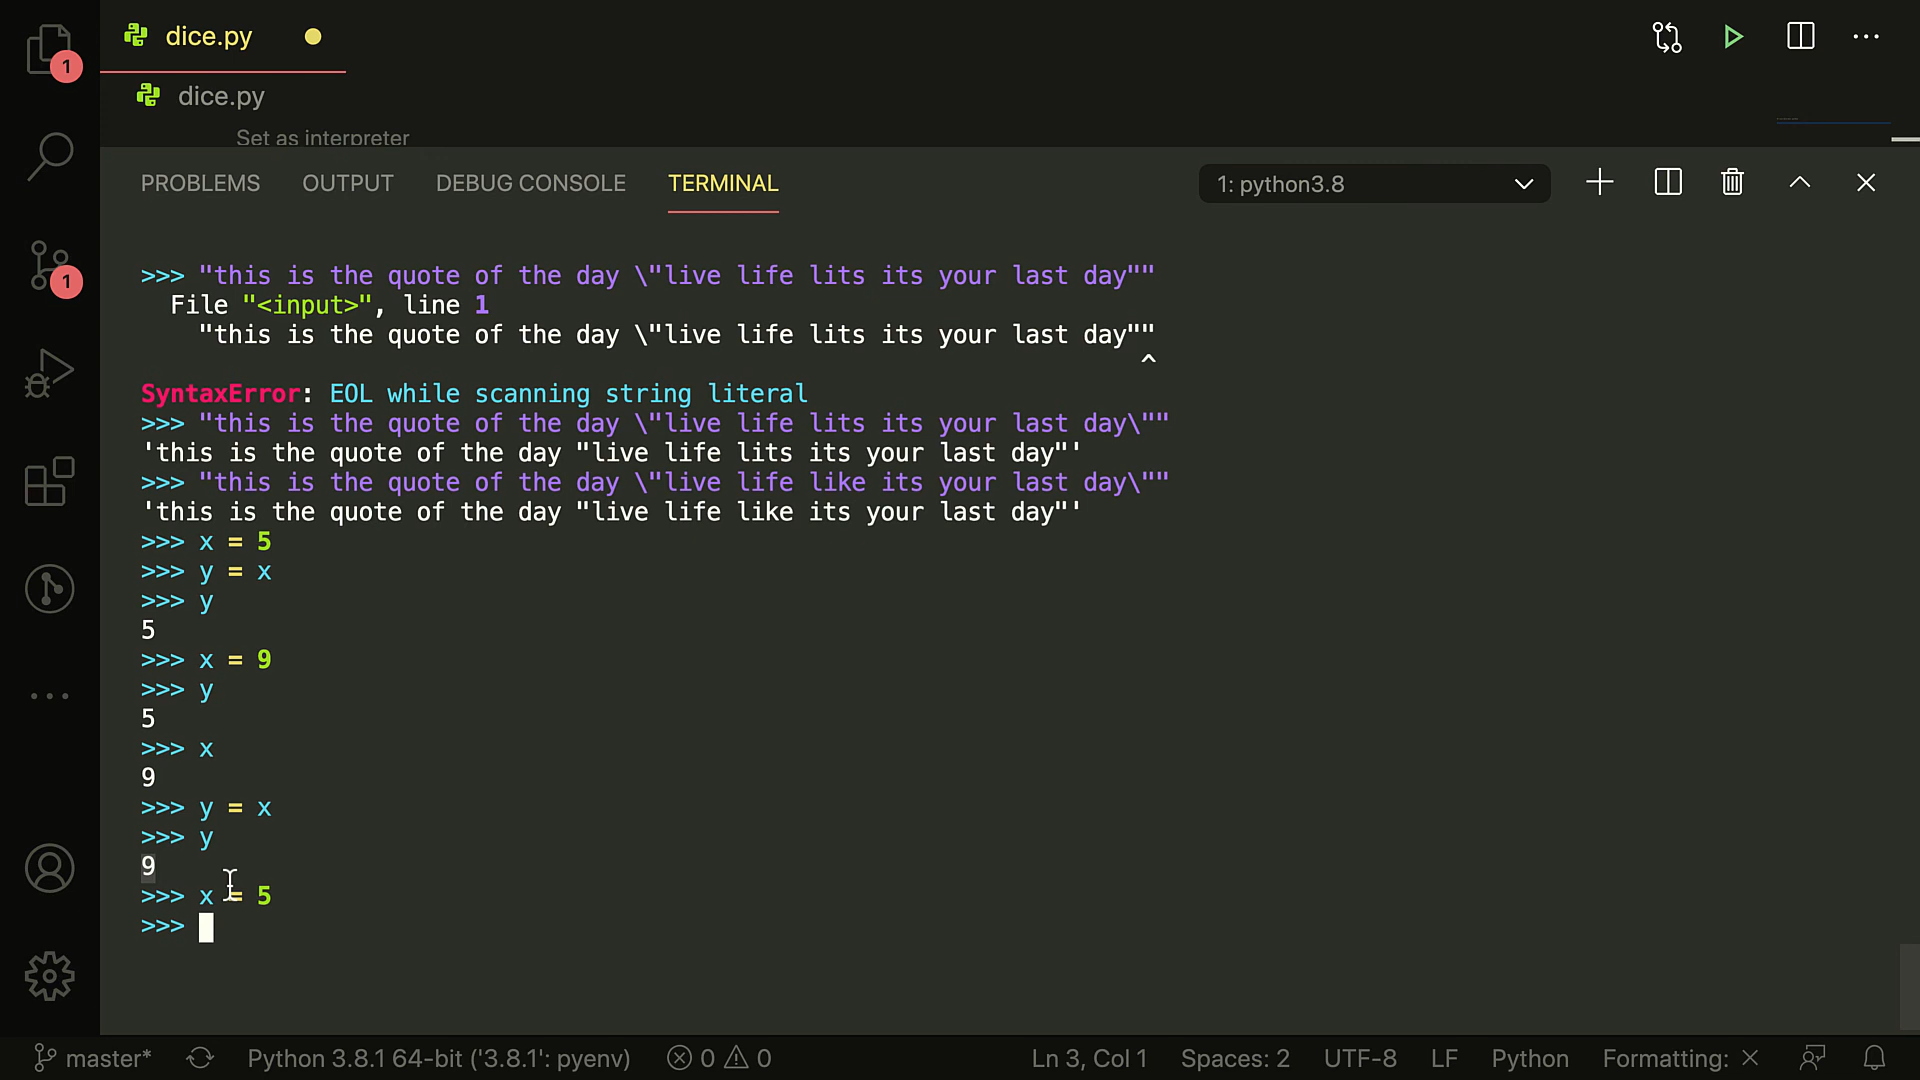 dice.py
1
dice.py
Set as interpreter
PROBLEMS OUTPUT DEBUG CONSOLE TERMINAL 1: python3.8
>>> "this is the quote of the day \"live life lits its your last day""
File "<input>", line 1
"this is the quote of the day \"live life lits its your last day""
^
SyntaxError: EOL while scanning string literal
1
>>> "this is the quote of the day \"live life lits its your last day\""
'this is the quote of the day "live life lits its your last day"'
>>> "this is the quote of the day \"live life like its your last day\""
'this is the quote of the day "live life like its your last day"'
>>> x = 5
>>> y = x
>>> y
5
>>> x = 9
>>> y
5
>>> x
9
>>> y = x
>>> y
9
>>> x = 5
>>>
master* Python 3.8.1 64-bit ('3.8.1': pyenv) 0 0 Ln 3, Col 1 Spaces: 2 UTF-8 LF Python Formatting: ×